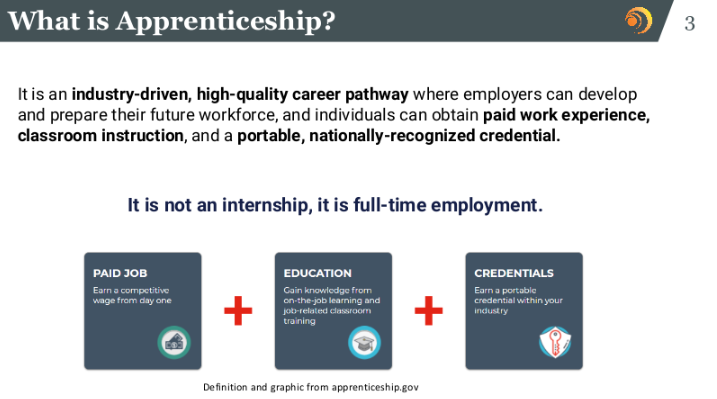 What is Apprenticeship?
3
It is an industry-driven, high-quality career pathway where employers can develop
and prepare their future workforce, and individuals can obtain paid work experience,
classroom instruction, and a portable, nationally-recognized credential.
It is not an internship, it is full-time employment.
PAID JOB
Earn a competitive
wage from day one
EDUCATION
Gain knowledge from
on-the-job learning and
job-related classroom
training
CREDENTIALS
Earn a portable
credential within your
industry
Definition and graphic from apprenticeship.gov